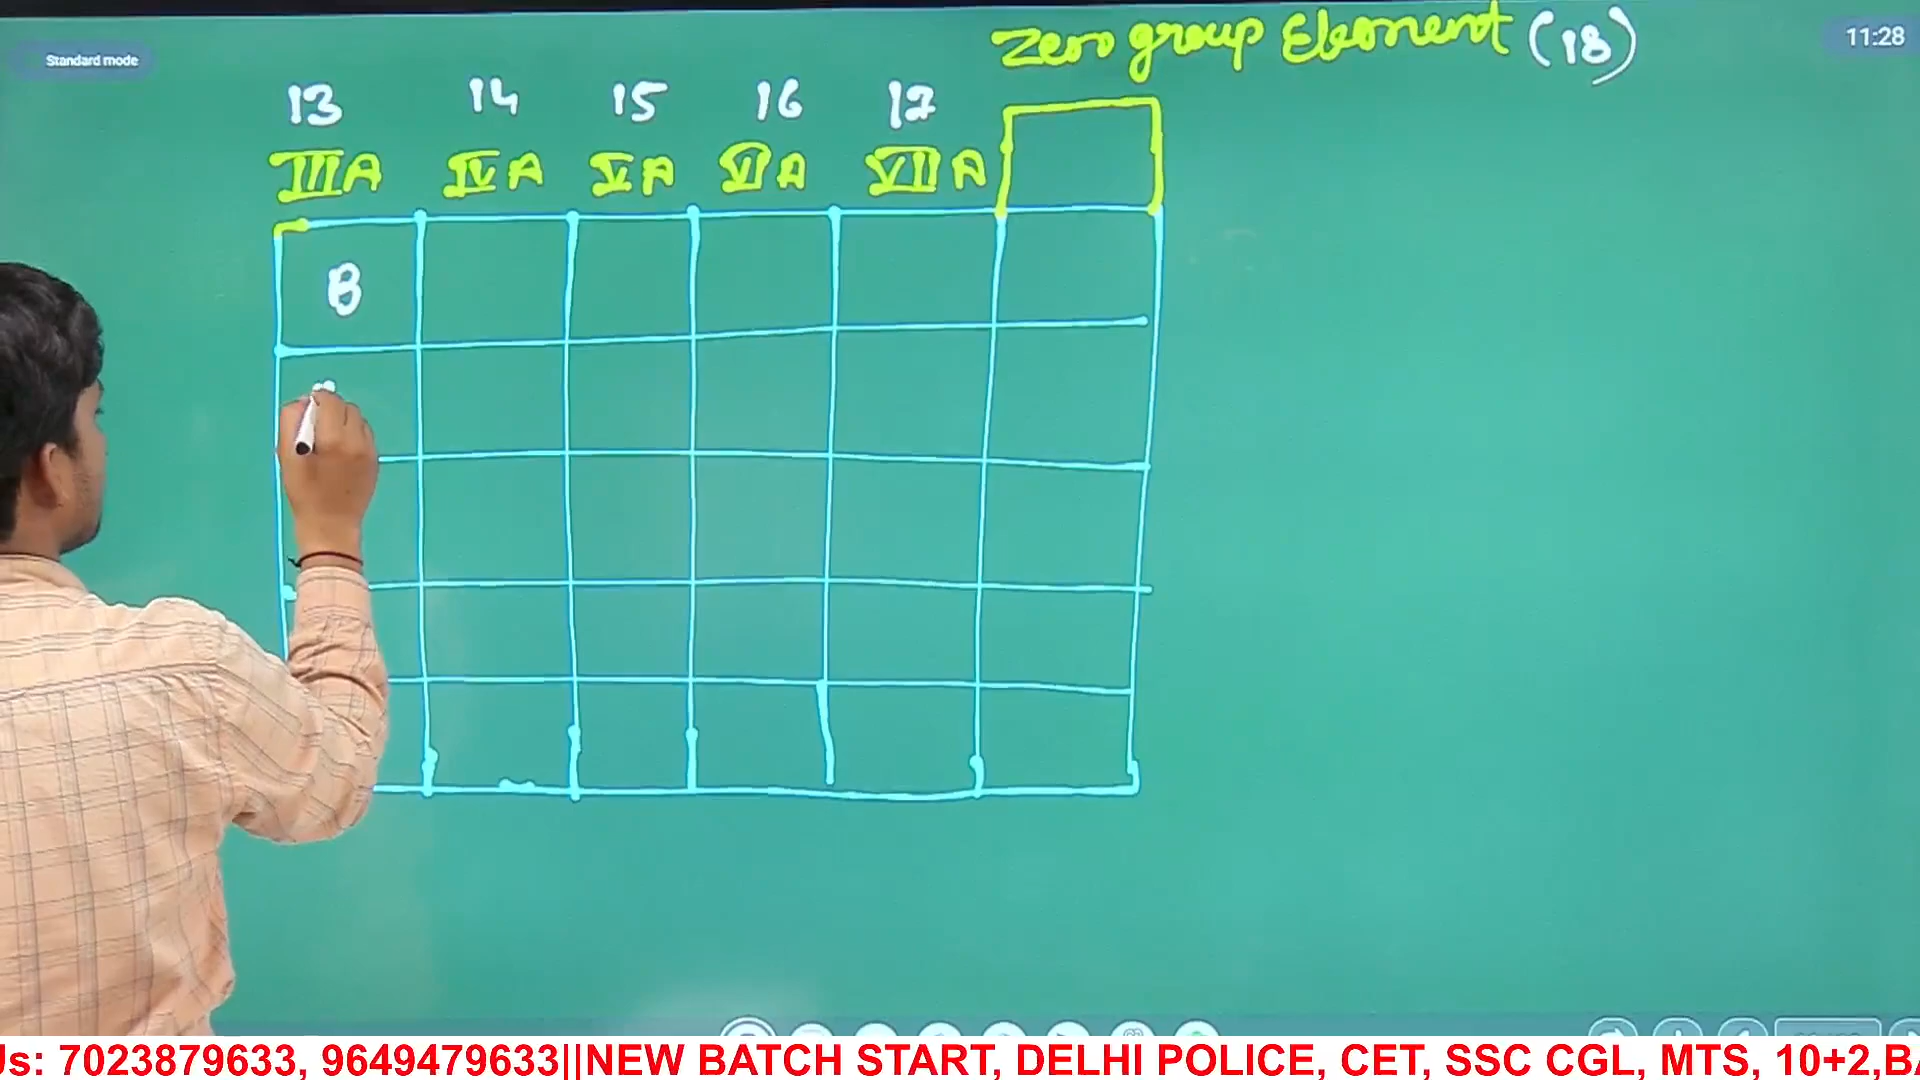 Zero group Element (18)
11:28
Standard mode
13 14 15 16 17
IIIA IVA VA VIA VIIA
B
Us: 7023879633, 9649479633||NEW BATCH START, DELHI POLICE, CET, SSC CGL, MTS, 10+2,BA